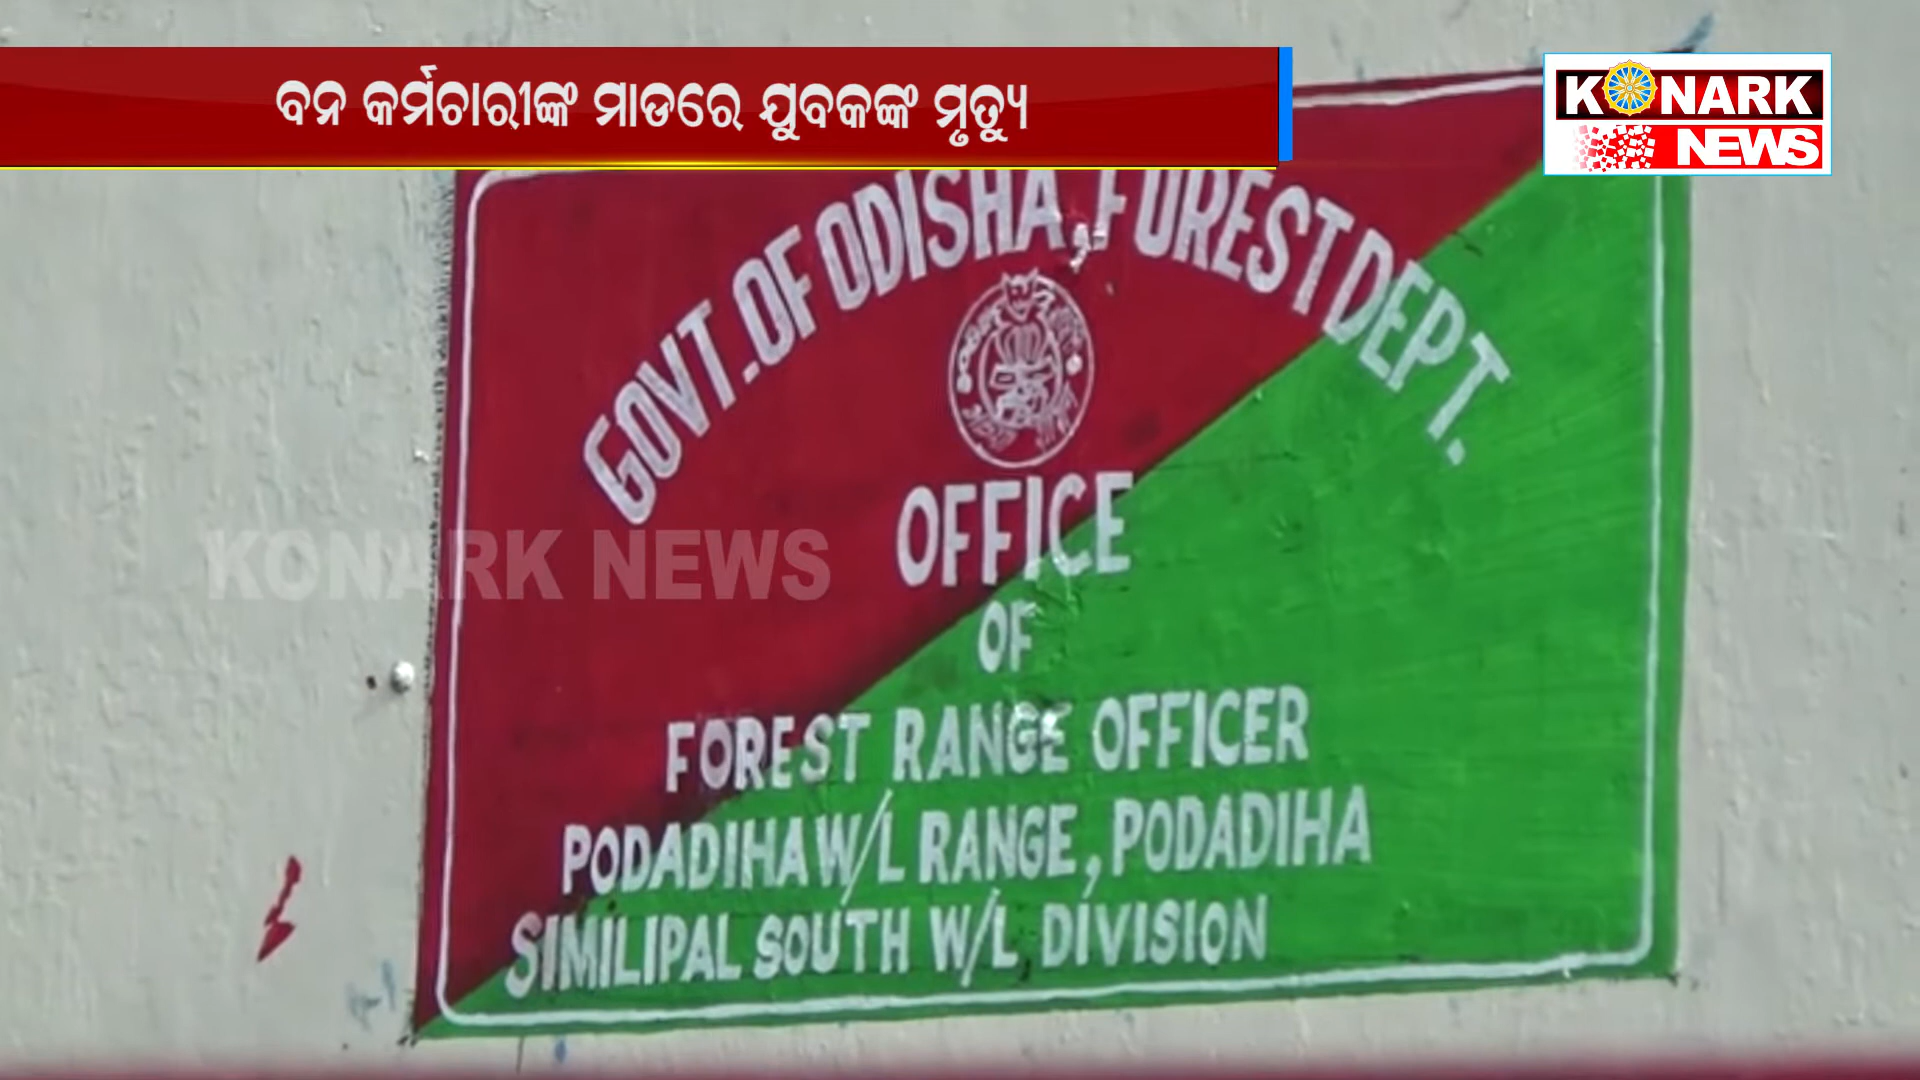 ବନ କର୍ମଚାରୀଙ୍କ ମାଡରେ ଯୁବକଙ୍କ ମୃତ୍ୟୁ
KONARK
NEWS
GOVT. OF ODISHA, FOREST DEPT.
OFFICE
KONARK NEWS
OF
FOREST RANGE OFFICER
PODADIHA W/L RANGE, PODADIHA
SIMILIPAL SOUTH W/L DIVISION